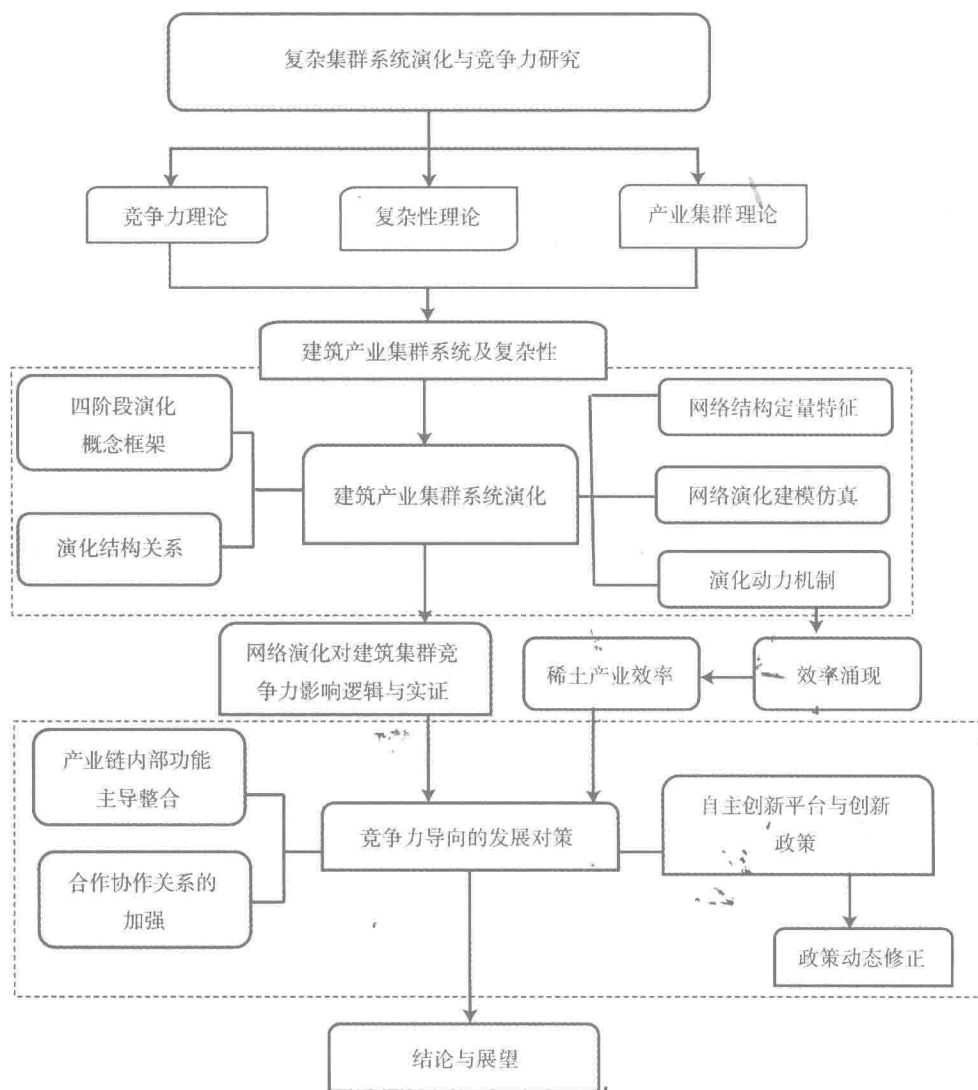 复杂集群系统演化与竞争力研究
竞争力理论
复杂性理论
产业集群理论
建筑产业集群系统及复杂性
四阶段演化
概念框架
演化结构关系
建筑产业集群系统演化
网络结构定量特征
网络演化建模仿真
演化动力机制
网络演化对建筑集群竞
争力影响逻辑与实证
稀土产业效率
效率涌现
产业链内部功能
主导整合
合作协作关系的
加强
竞争力导向的发展对策
自主创新平台与创新
政策
政策动态修正
结论与展望